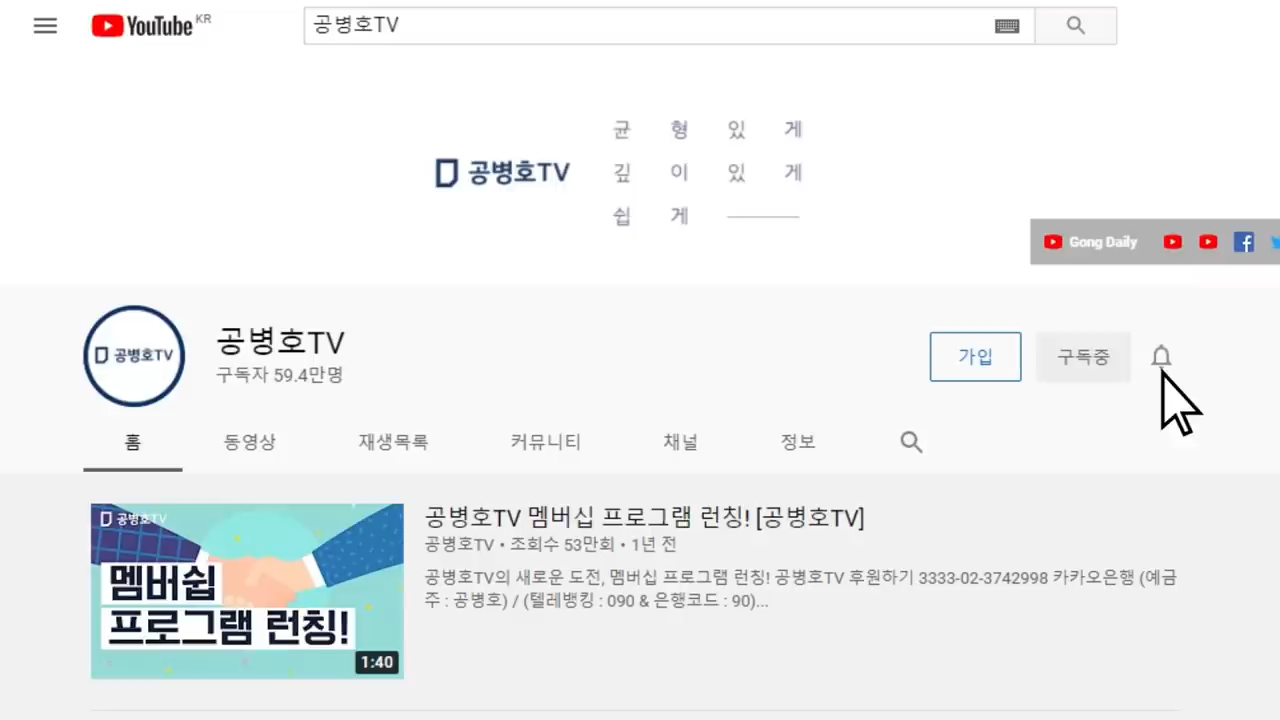 YouTube KR
공병호TV
균 형 있 게
공병호TV
깊 이 있 게
쉽 게
Gong Daily
공병호TV
공병호TV
구독자 59.4만명
가입
구독중
홈 동영상 재생목록 커뮤니티 채널 정보
공병호TV
멤버쉽
프로그램 런칭!
1:40
공병호TV 멤버십 프로그램 런칭! [공병호TV]
공병호TV • 조회수 53만회 • 1년 전
공병호TV의 새로운 도전, 멤버십 프로그램 런칭! 공병호TV 후원하기 3333-02-3742998 카카오은행 (예금
주 : 공병호) / (텔레뱅킹 : 090 & 은행코드 : 90)...